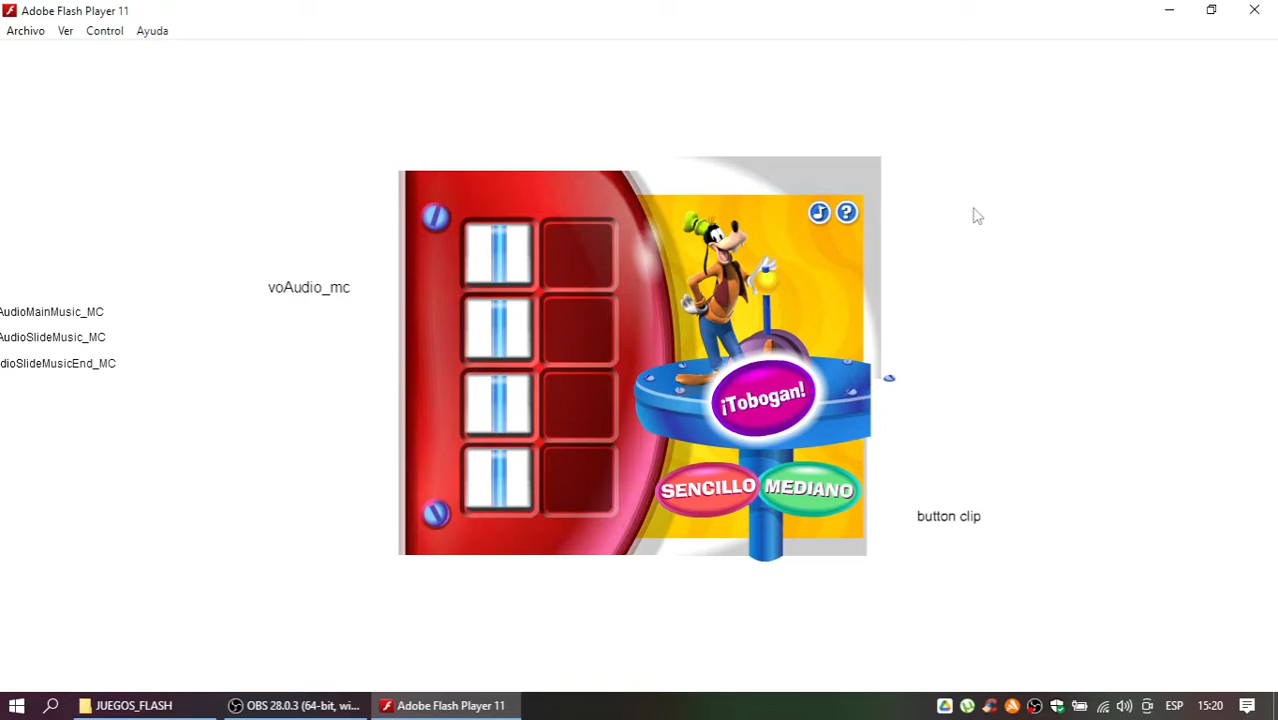 Adobe Flash Player 11
Archivo Ver Control Ayuda
voAudio_mc
AudioMainMusic_MC
AudioSlideMusic_MC
dioSlideMusicEnd_MC
?
¡Tobogan!
SENCILLO MEDIANO
button clip
JUEGOS_FLASH
OBS 28.0.3 (64-bit, wi...
Adobe Flash Player 11
ESP
15:20